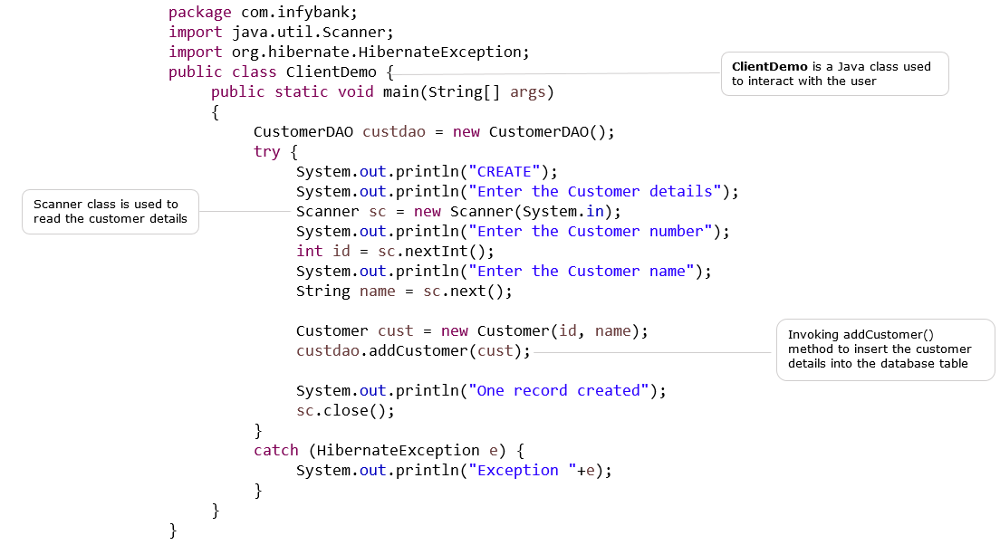 package com.infybank;
import java.util.Scanner;
import org.hibernate.HibernateException;
public class ClientDemo {
ClientDemo is a Java class used
to interact with the user
public static void main(String[] args)
{
CustomerDAO custdao = new CustomerDAO();
try {
System.out.println("CREATE");
System.out.println("Enter the Customer details");
Scanner class is used to
read the customer details
Scanner sc = new Scanner(System.in);
System.out.println("Enter the Customer number");
int id = sc.nextInt();
System.out.println("Enter the Customer name");
String name = sc.next();
Customer cust = new Customer(id, name);
custdao.addCustomer(cust);
Invoking addCustomer()
method to insert the customer
details into the database table
System.out.println("One record created");
sc.close();
}
catch (HibernateException e) {
System.out.println("Exception "+e);
}
}
}